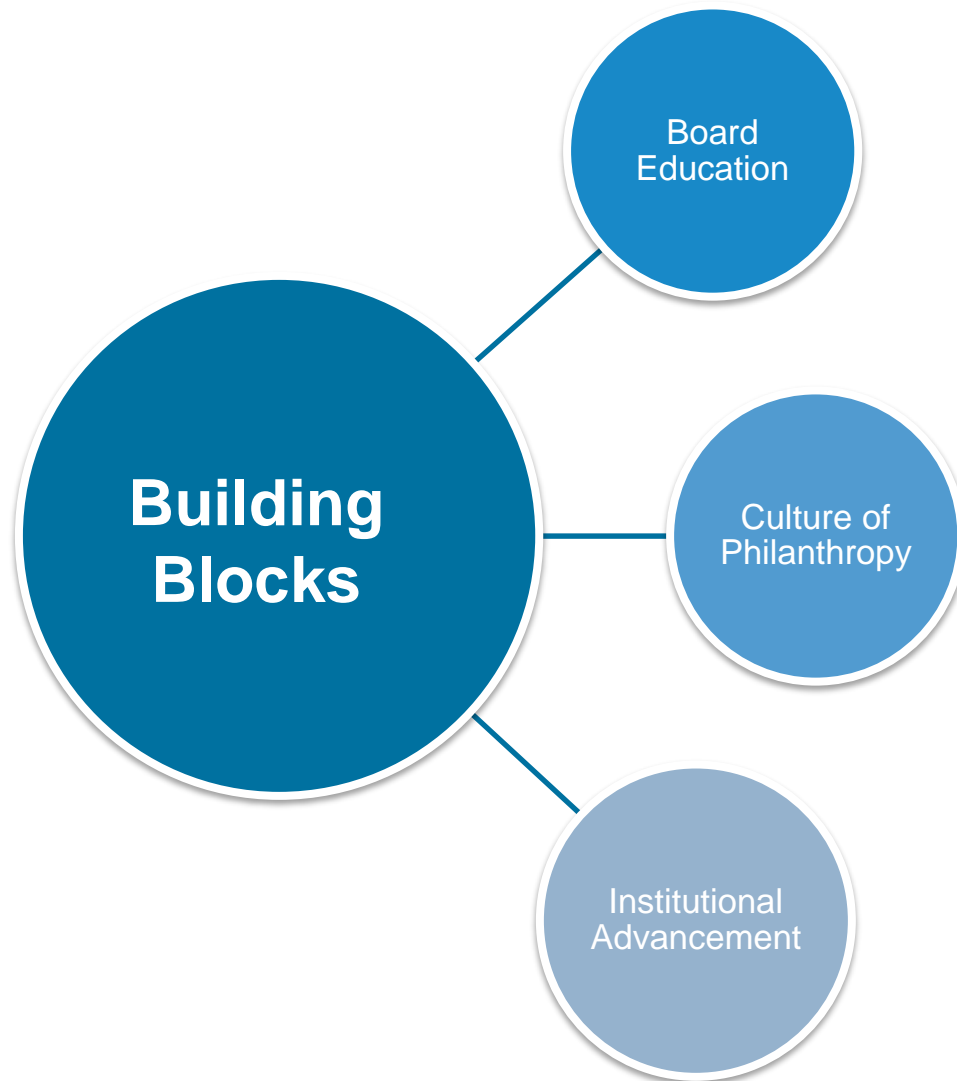 Board
Education
Building
Blocks
Culture of
Philanthropy
Institutional
Advancement